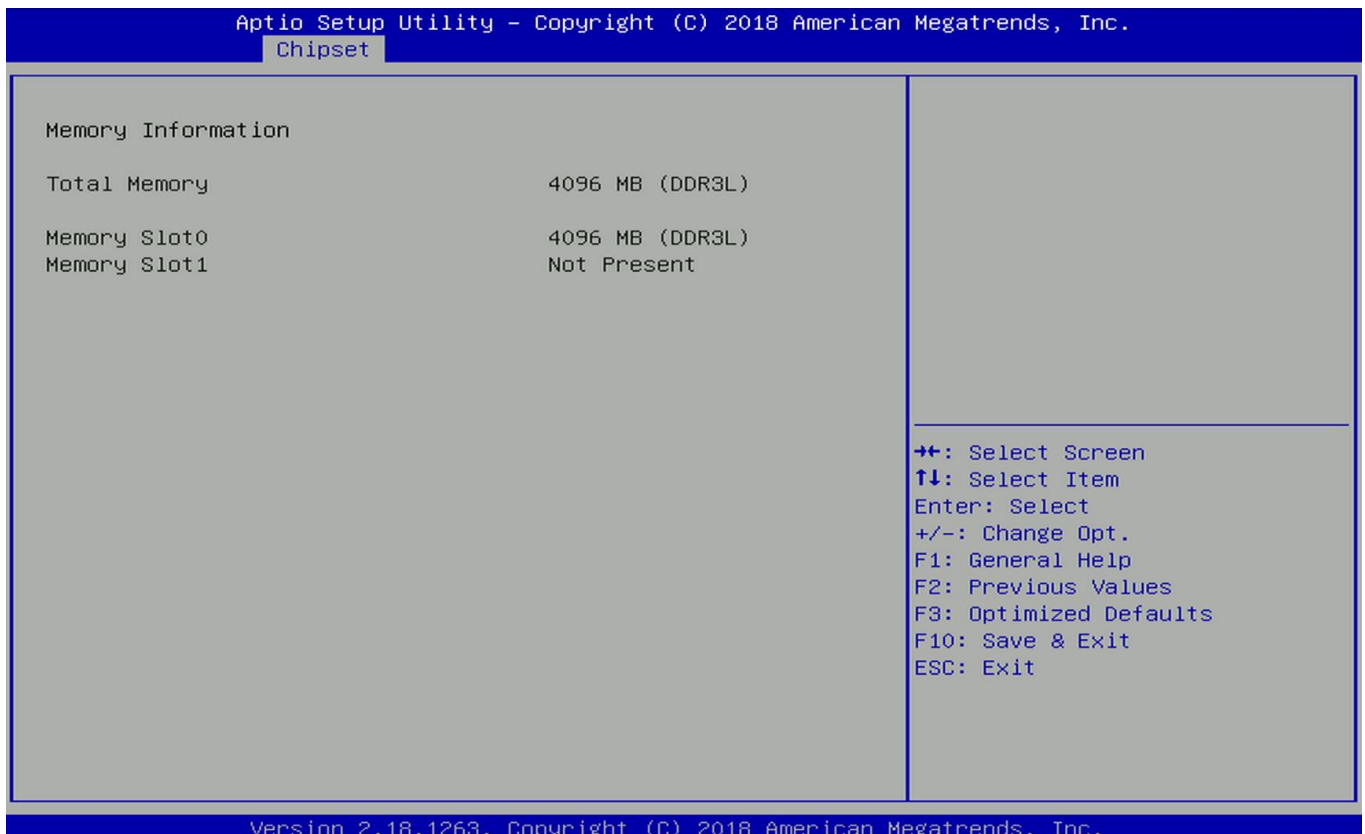 Aptio Setup Utility – Copyright (C) 2018 American Megatrends, Inc.
Chipset
Memory Information
Total Memory 4096 MB (DDR3L)
Memory Slot0 4096 MB (DDR3L)
Memory Slot1 Not Present
→←: Select Screen
↑↓: Select Item
Enter: Select
+/-: Change Opt.
F1: General Help
F2: Previous Values
F3: Optimized Defaults
F10: Save & Exit
ESC: Exit
Version 2.18.1263. Copyright (C) 2018 American Megatrends, Inc.